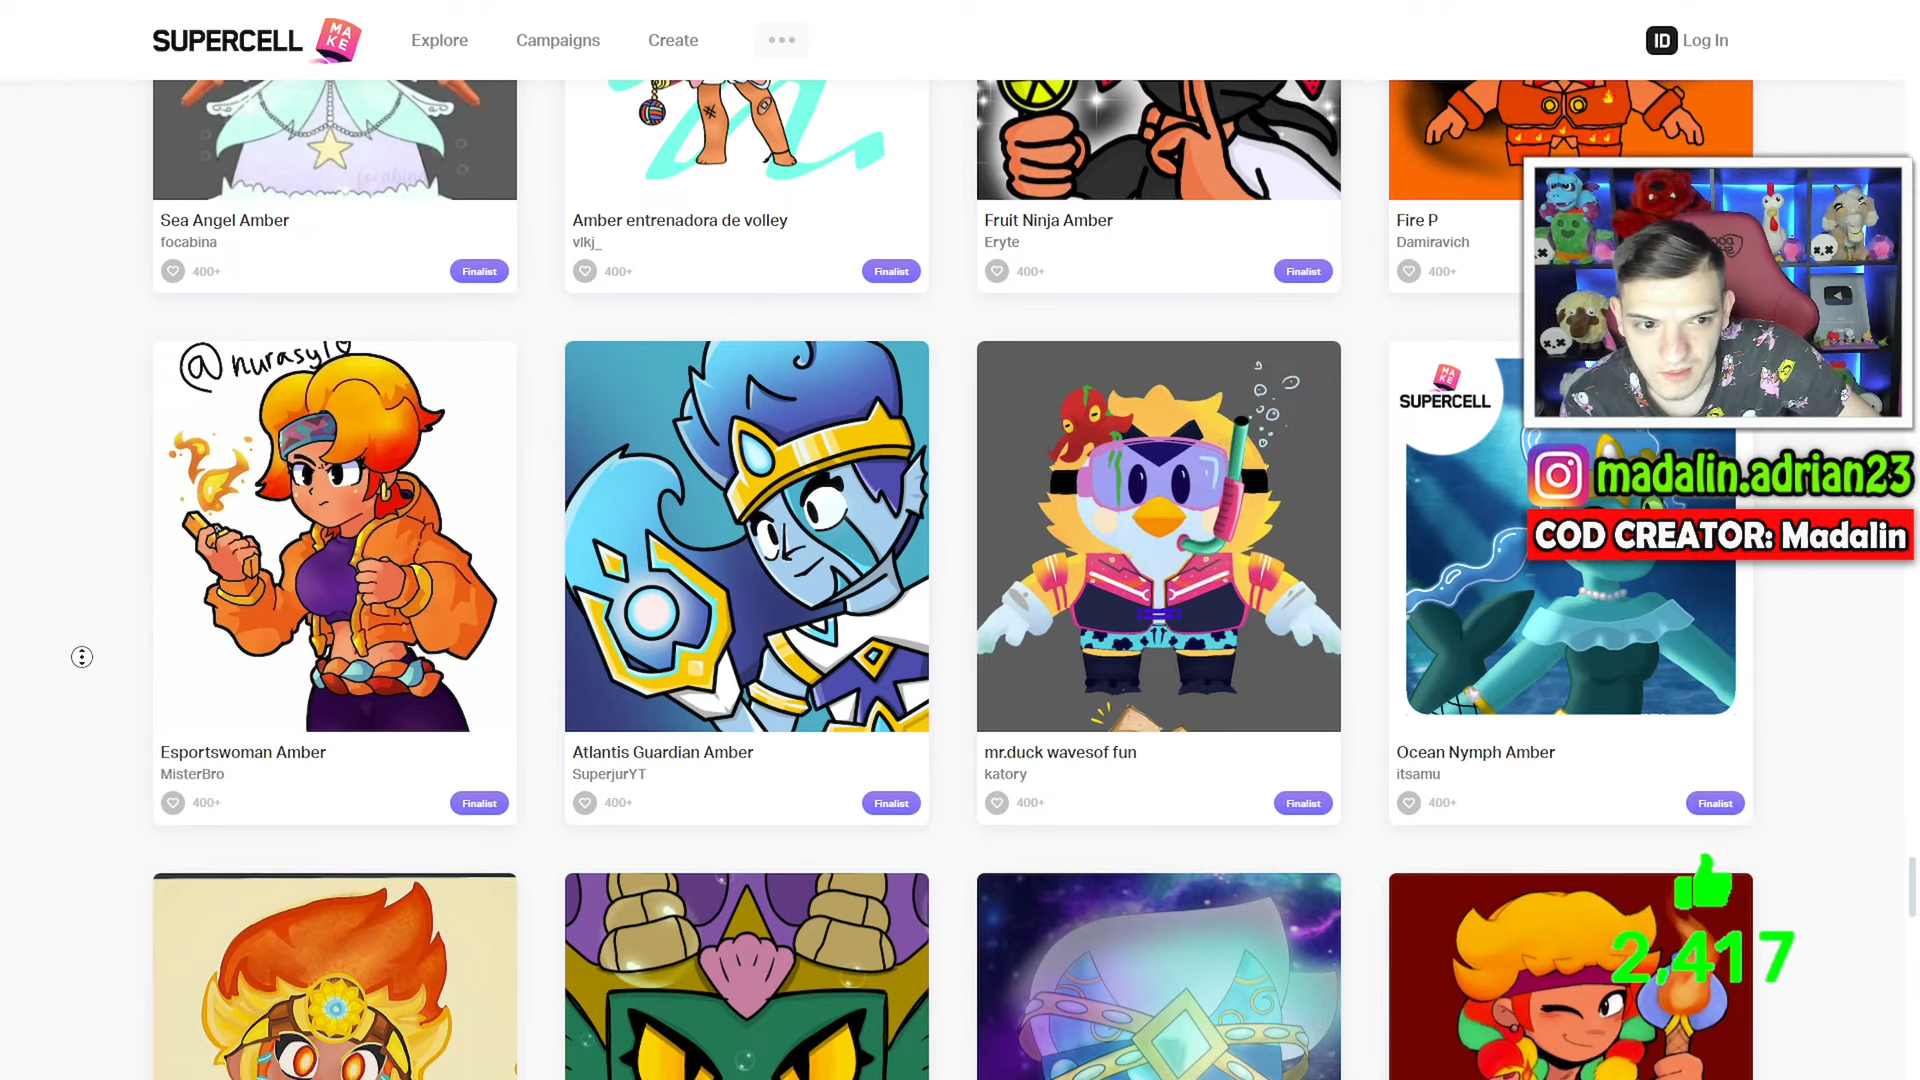 SUPERCELL MAKE
Explore
Campaigns
Create
ID Log In
Sea Angel Amber
focabina
400+
Finalist
Amber entrenadora de volley
vlkj_
400+
Finalist
Fruit Ninja Amber
Eryte
400+
Finalist
Fire P
Damiravich
400+
@nurasyl
MAKE
SUPERCELL
madalin.adrian23
COD CREATOR: Madalin
Esportswoman Amber
MisterBro
400+
Finalist
Atlantis Guardian Amber
SuperjurYT
400+
Finalist
mr.duck wavesof fun
katory
400+
Finalist
Ocean Nymph Amber
itsamu
400+
Finalist
2,417